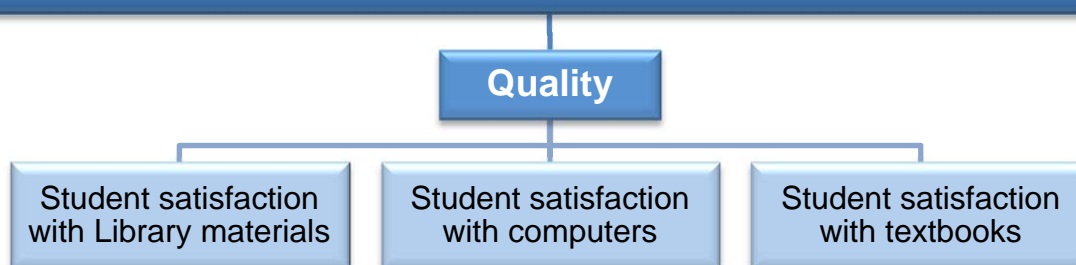 Quality
Student satisfaction
with Library materials
Student satisfaction
with computers
Student satisfaction
with textbooks